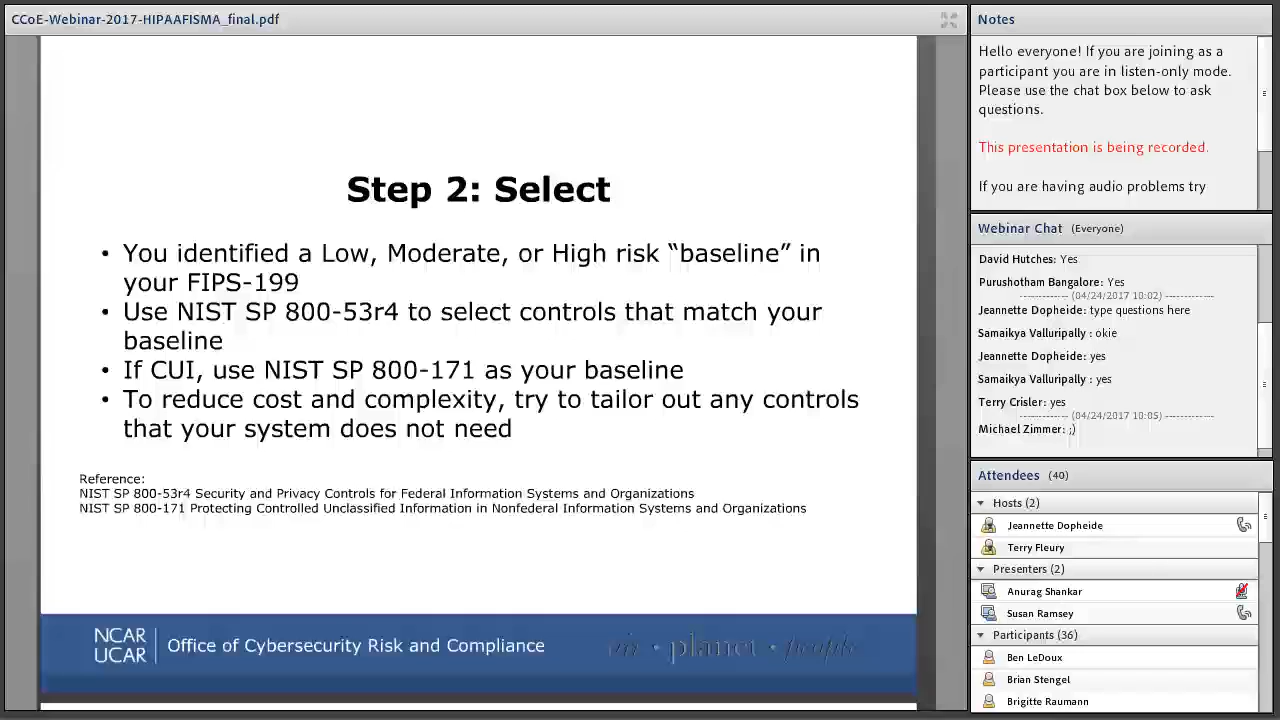 CCoE-Webinar-2017-HIPAAFISMA_final.pdf
Step 2: Select
• You identified a Low, Moderate, or High risk “baseline” in
your FIPS-199
• Use NIST SP 800-53r4 to select controls that match your
baseline
• If CUI, use NIST SP 800-171 as your baseline
• To reduce cost and complexity, try to tailor out any controls
that your system does not need
Reference:
NIST SP 800-53r4 Security and Privacy Controls for Federal Information Systems and Organizations
NIST SP 800-171 Protecting Controlled Unclassified Information in Nonfederal Information Systems and Organizations
NCAR
UCAR
Office of Cybersecurity Risk and Compliance
air • planet • people
Notes
Hello everyone! If you are joining as a
participant you are in listen-only mode.
Please use the chat box below to ask
questions.
This presentation is being recorded.
If you are having audio problems try
Webinar Chat (Everyone)
David Hutches: Yes
Purushotham Bangalore: Yes
------------------ (04/24/2017 10:02) ------------------
Jeannette Dopheide: type questions here
Samaikya Valluripally : okie
Jeannette Dopheide: yes
Samaikya Valluripally : yes
Terry Crisler: yes
------------------ (04/24/2017 10:05) ------------------
Michael Zimmer: ;)
Attendees (40)
Hosts (2)
Jeannette Dopheide
Terry Fleury
Presenters (2)
Anurag Shankar
Susan Ramsey
Participants (36)
Ben LeDoux
Brian Stengel
Brigitte Raumann